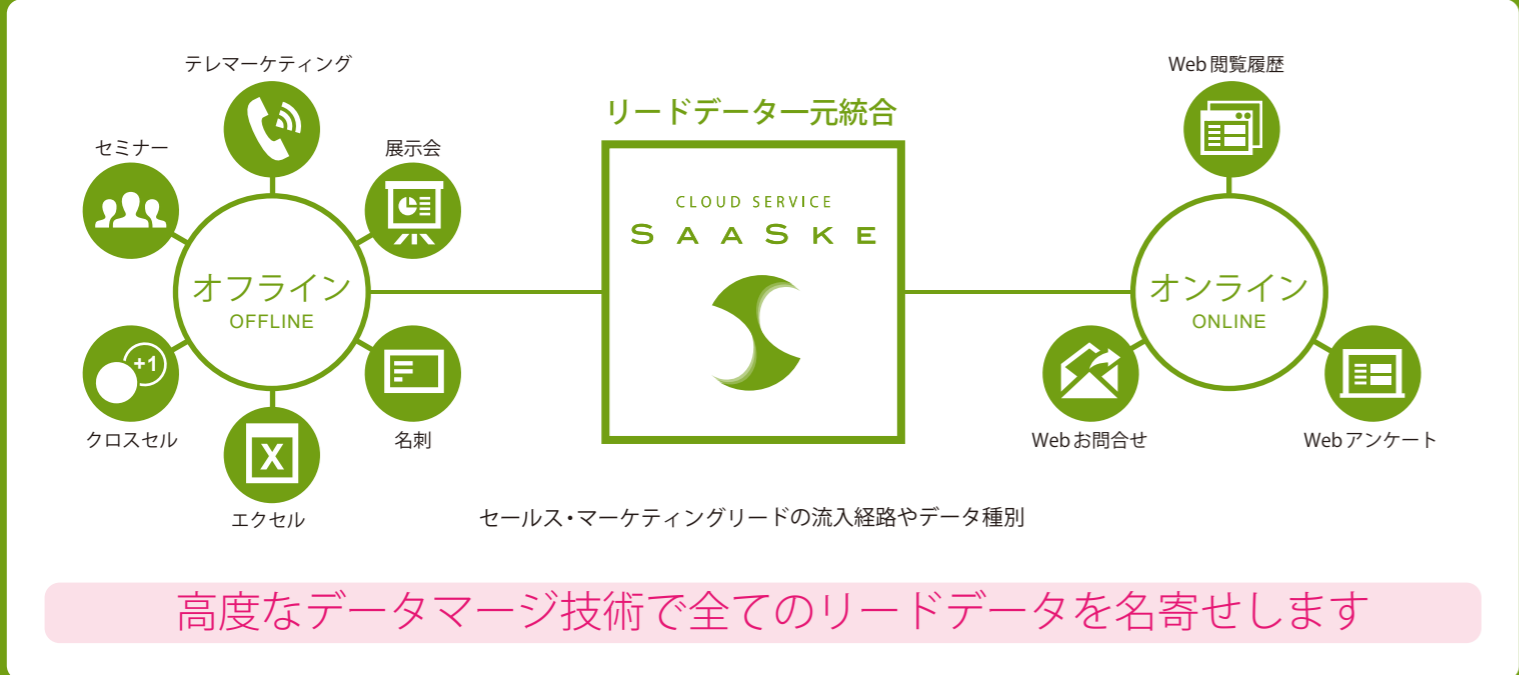 テレマーケティング
セミナー
展示会
オフライン
OFFLINE
+1
クロスセル
X
エクセル
名刺
リードデータ一元統合
CLOUD SERVICE
SAASKE
Web閲覧履歴
オンライン
ONLINE
Webお問合せ
Webアンケート
セールス・マーケティングリードの流入経路やデータ種別
高度なデータマージ技術で全てのリードデータを名寄せします